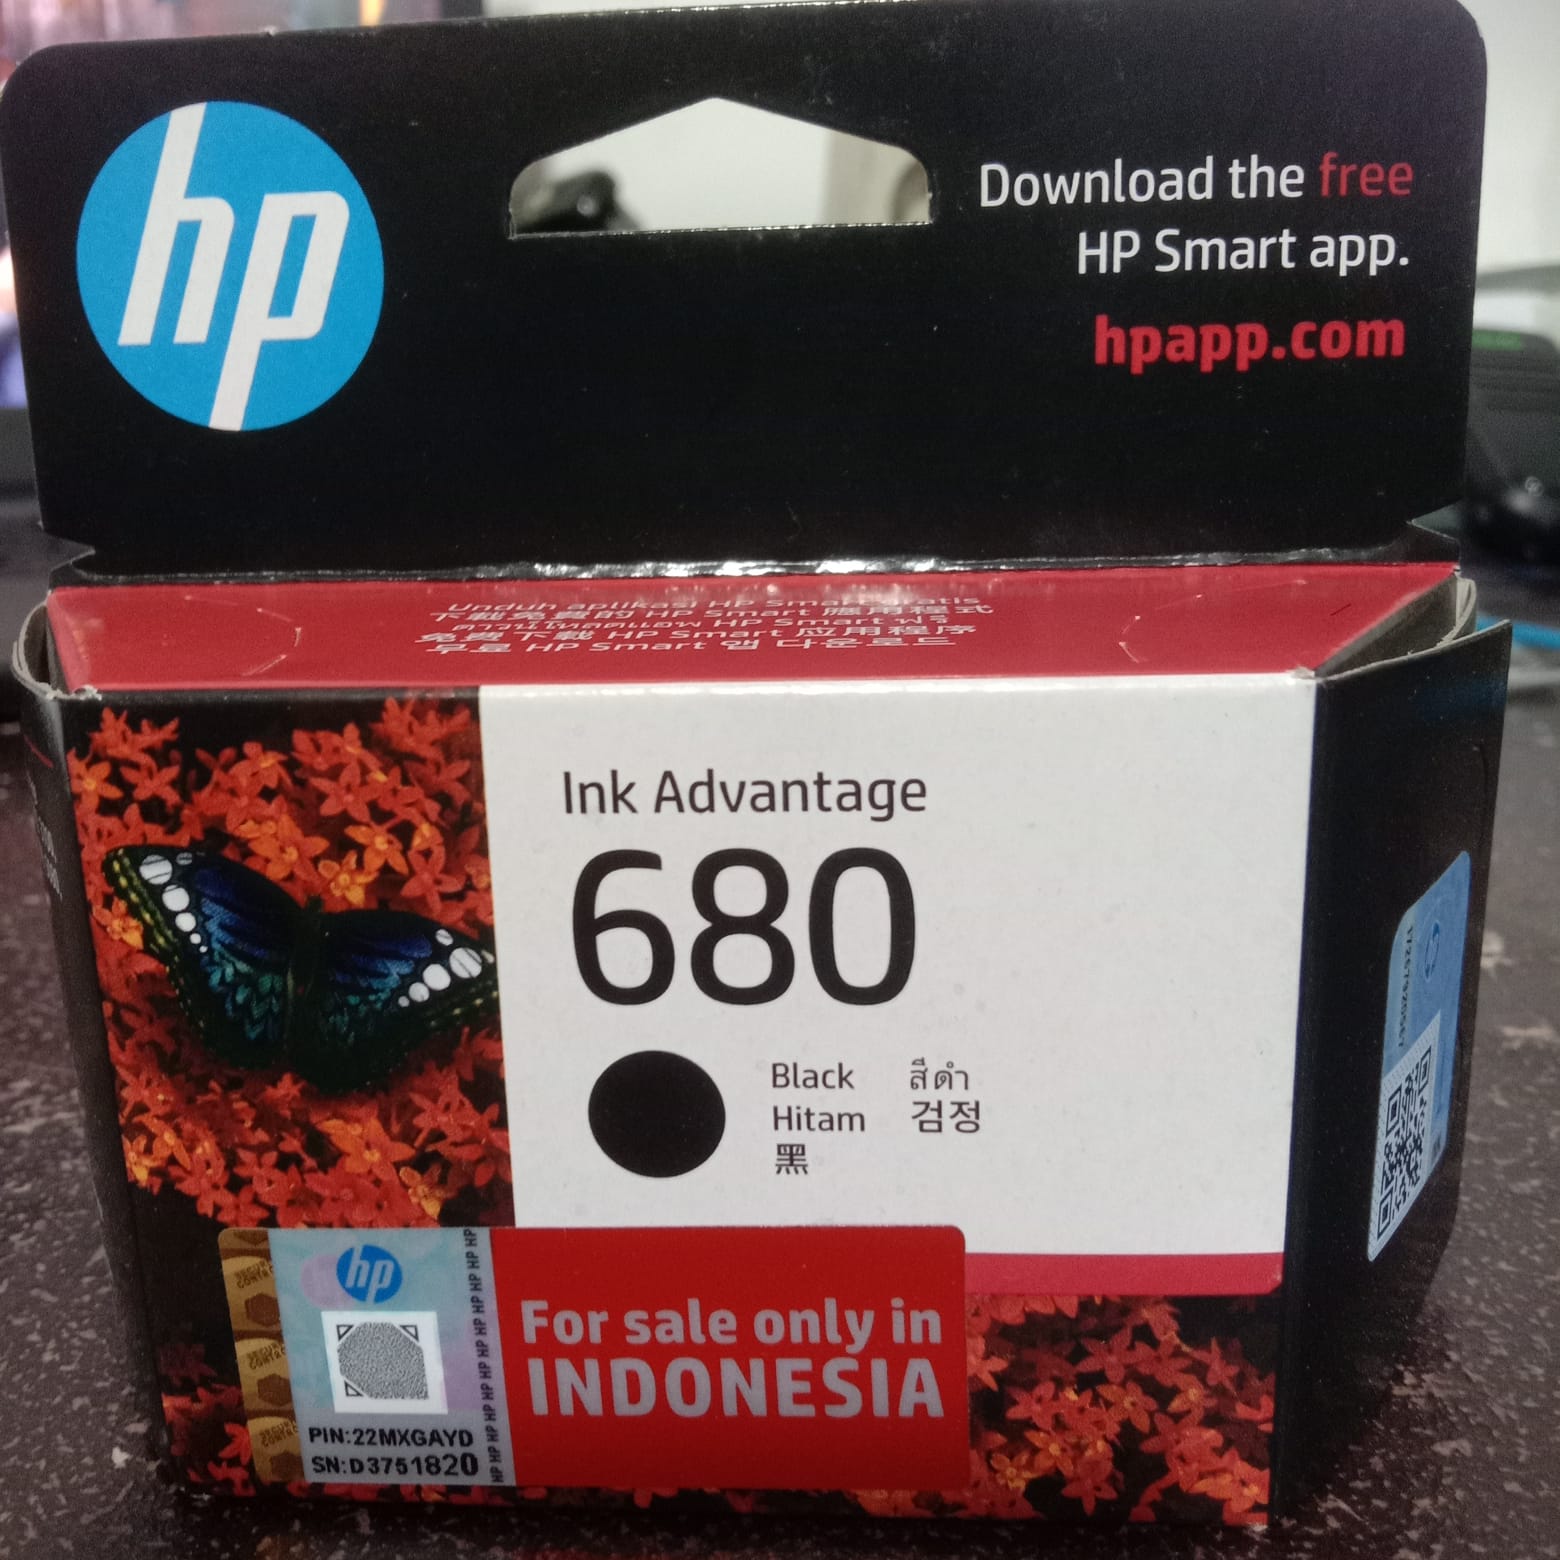 hp
Download the free
HP Smart app.
hpapp.com
Unduh aplikasi HP Smart gratis
下載免費的 HP Smart 應用程式
ดาวน์โหลดแอพ HP Smart ฟรี
免费下载 HP Smart 应用程序
무료 HP Smart 앱 다운로드
Ink Advantage
680
Black
Hitam
黑
สีดำ
검정
hp
HP HP HP HP HP HP HP HP HP HP
For sale only in
INDONESIA
PIN:22MXGAYD
SN:D3751820